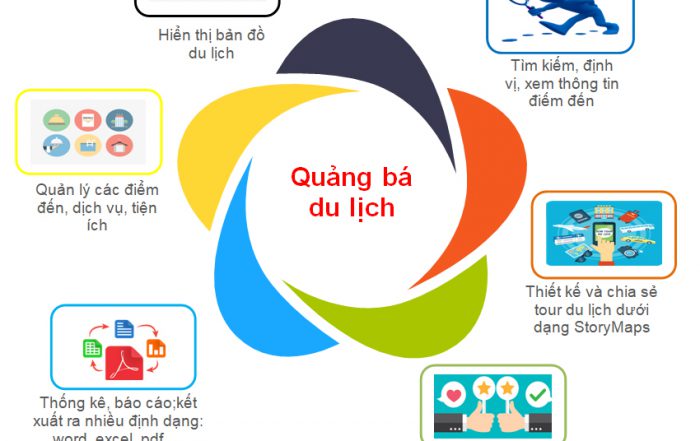 Hiển thị bản đồ
du lịch
Tìm kiếm, định
vị, xem thông tin
điểm đến
Quảng bá
du lịch
Quản lý các điểm
đến, dịch vụ, tiện
ích
Thiết kế và chia sẻ
tour du lịch dưới
dạng StoryMaps
Thống kê, báo cáo;kết
xuất ra nhiều định dạng:
word, excel, pdf